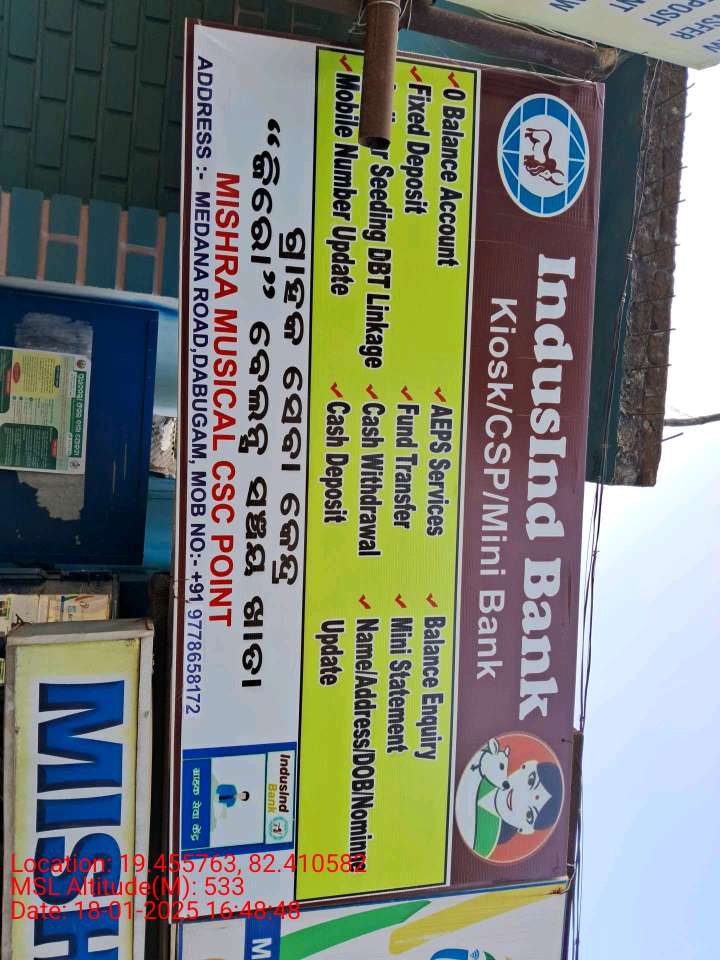 IndusInd Bank
Kiosk/CSP/Mini Bank
0 Balance Account
Fixed Deposit
r Seeding DBT Linkage
Mobile Number Update
AEPS Services
Fund Transfer
Cash Withdrawal
Cash Deposit
Balance Enquiry
Mini Statement
Name/Address/DOB/Nomin
Update
ଗ୍ରାହକ ସେବା କେନ୍ଦ୍ର
MISHRA MUSICAL CSC POINT
ADDRESS :- MEDANA ROAD,DABUGAM, MOB NO:- +91 9778658172
IndusInd
Bank
ग्राहक सेवा केंद्र
MISH
M
Location: 19.455763, 82.410582
MSL Altitude(M): 533
Date: 18-01-2025 16:48:48